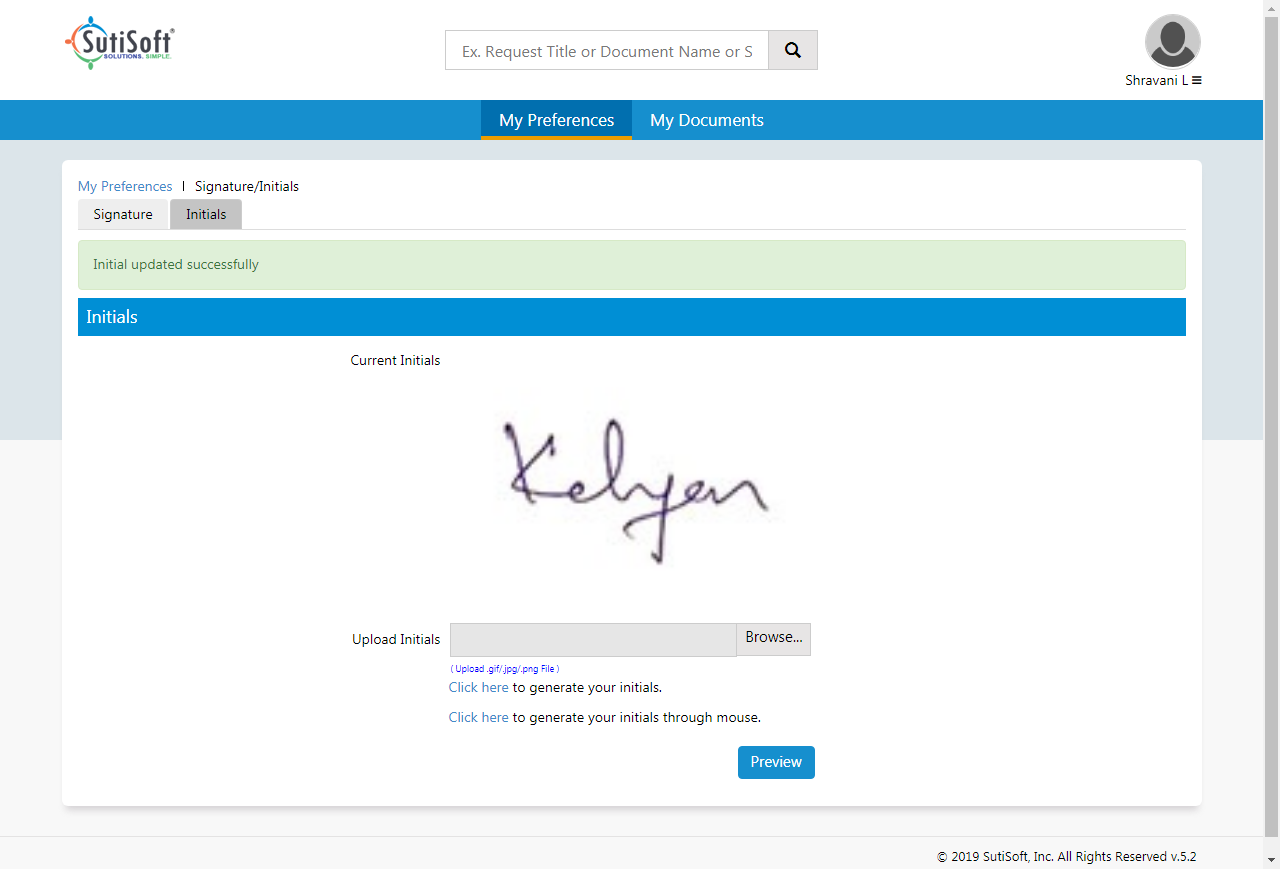 SutiSoft®
SOLUTIONS. SIMPLE.
Ex. Request Title or Document Name or S
Shravani L
My Preferences My Documents
My Preferences I Signature/Initials
Signature Initials
Initial updated successfully
Initials
Current Initials
Upload Initials Browse...
( Upload .gif/.jpg/.png File )
Click here to generate your initials.
Click here to generate your initials through mouse.
Preview
© 2019 SutiSoft, Inc. All Rights Reserved v.5.2